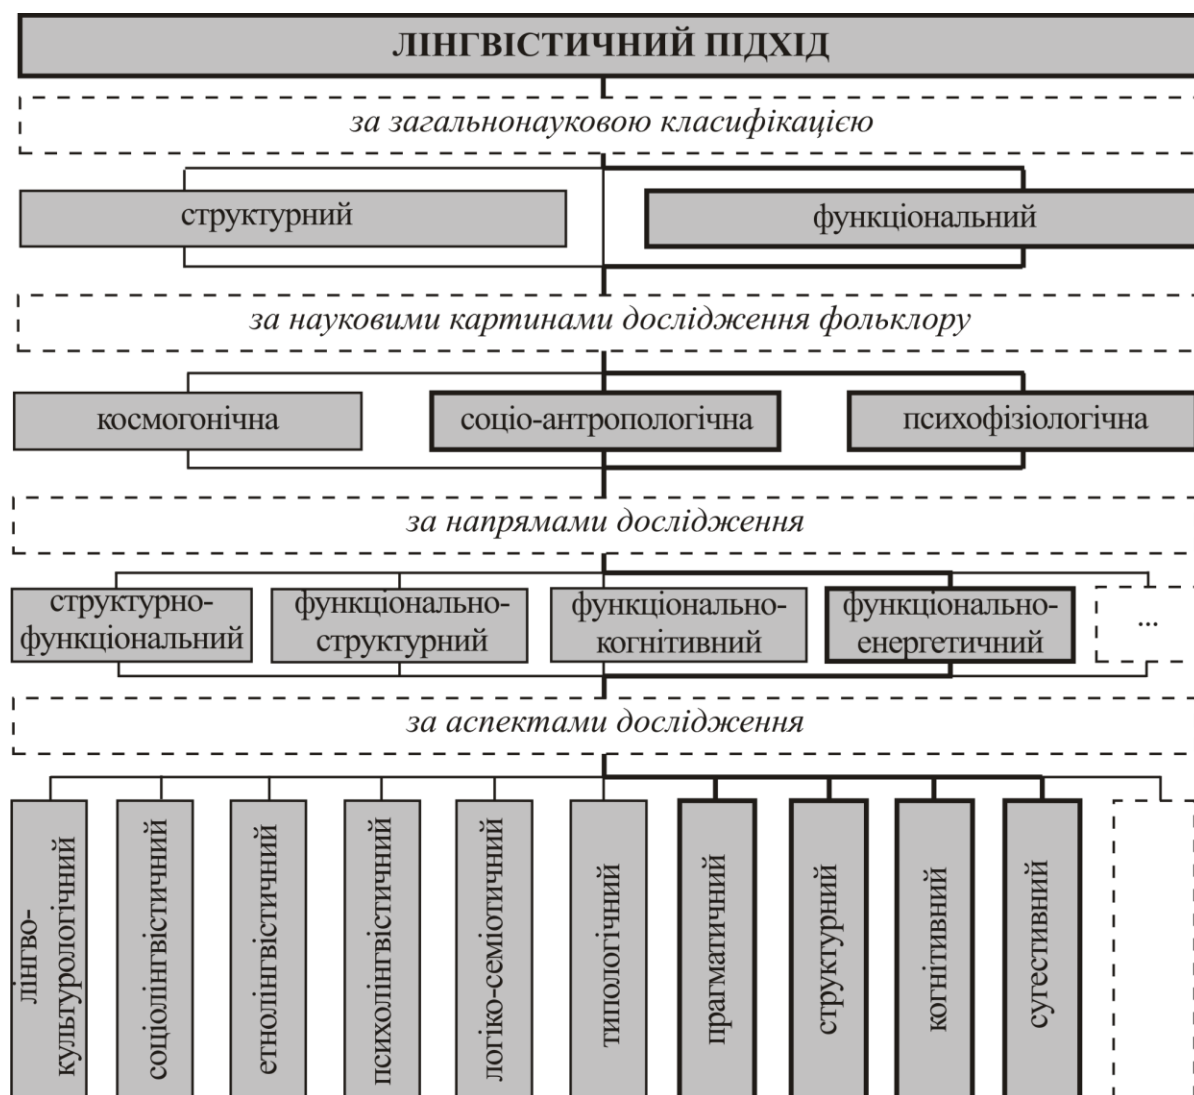 ЛІНГВІСТИЧНИЙ ПІДХІД
за загальнонауковою класифікацією
структурний
функціональний
за науковими картинами дослідження фольклору
космогонічна
соціо-антропологічна
психофізіологічна
за напрямами дослідження
структурно-
функціональний
функціонально-
структурний
функціонально-
когнітивний
функціонально-
енергетичний
...
за аспектами дослідження
лінгво-
культурологічний
соціолінгвістичний
етнолінгвістичний
психолінгвістичний
логіко-семіотичний
типологічний
прагматичний
структурний
когнітивний
сугестивний